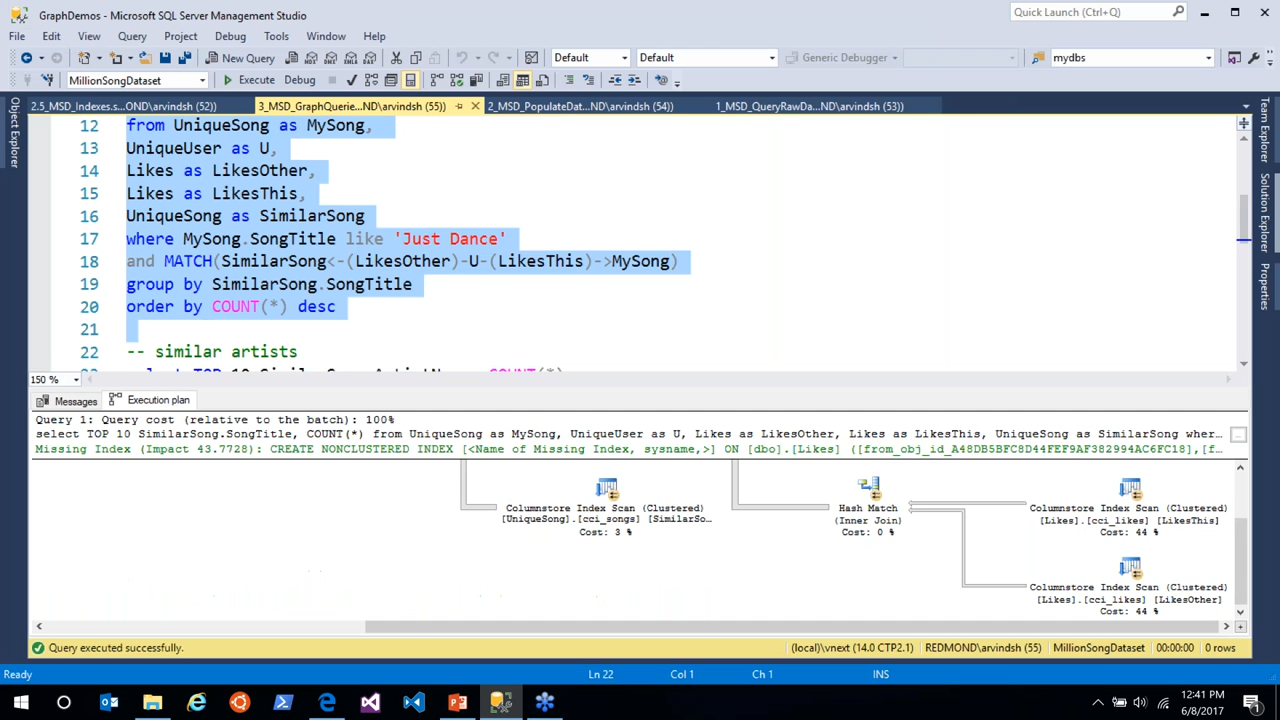 GraphDemos - Microsoft SQL Server Management Studio
Quick Launch (Ctrl+Q)
File Edit View Query Project Debug Tools Window Help
New Query
Default
Default
Generic Debugger
mydbs
MillionSongDataset
Execute Debug
2.5_MSD_Indexes.s...OND\arvindsh (52))
3_MSD_GraphQuerie...ND\arvindsh (55))
2_MSD_PopulateDat...ND\arvindsh (54))
1_MSD_QueryRawDa...ND\arvindsh (53))
Object Explorer
Team Explorer
Solution Explorer
Properties
12 from UniqueSong as MySong,
13 UniqueUser as U,
14 Likes as LikesOther,
15 Likes as LikesThis,
16 UniqueSong as SimilarSong
17 where MySong.SongTitle like 'Just Dance'
18 and MATCH(SimilarSong<-(LikesOther)-U-(LikesThis)->MySong)
19 group by SimilarSong.SongTitle
20 order by COUNT(*) desc
21
22 -- similar artists
150 %
Messages Execution plan
Query 1: Query cost (relative to the batch): 100%
select TOP 10 SimilarSong.SongTitle, COUNT(*) from UniqueSong as MySong, UniqueUser as U, Likes as LikesOther, Likes as LikesThis, UniqueSong as SimilarSong wher...
Missing Index (Impact 43.7728): CREATE NONCLUSTERED INDEX [<Name of Missing Index, sysname,>] ON [dbo].[Likes] ([from_obj_id_A48DB5BFC8D44FEF9AF382994AC6FC18],[f...
Columnstore Index Scan (Clustered)
[UniqueSong].[cci_songs] [SimilarSo...
Cost: 3 %
Hash Match
(Inner Join)
Cost: 0 %
Columnstore Index Scan (Clustered)
[Likes].[cci_likes] [LikesThis]
Cost: 44 %
Columnstore Index Scan (Clustered)
[Likes].[cci_likes] [LikesOther]
Cost: 44 %
Query executed successfully.
(local)\vnext (14.0 CTP2.1) REDMOND\arvindsh (55) MillionSongDataset 00:00:00 0 rows
Ready Ln 22 Col 1 Ch 1 INS
12:41 PM
6/8/2017
1